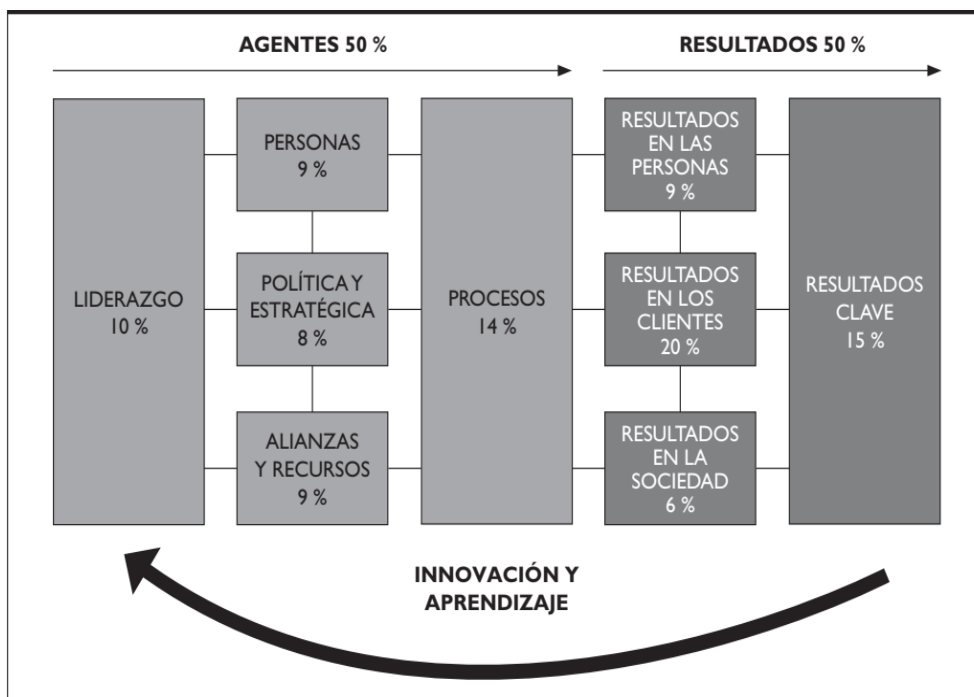 AGENTES 50 %
RESULTADOS 50 %
LIDERAZGO
10 %
PERSONAS
9 %
POLÍTICA Y
ESTRATÉGICA
8 %
ALIANZAS
Y RECURSOS
9 %
PROCESOS
14 %
RESULTADOS
EN LAS
PERSONAS
9 %
RESULTADOS
EN LOS
CLIENTES
20 %
RESULTADOS
EN LA
SOCIEDAD
6 %
RESULTADOS
CLAVE
15 %
INNOVACIÓN Y
APRENDIZAJE